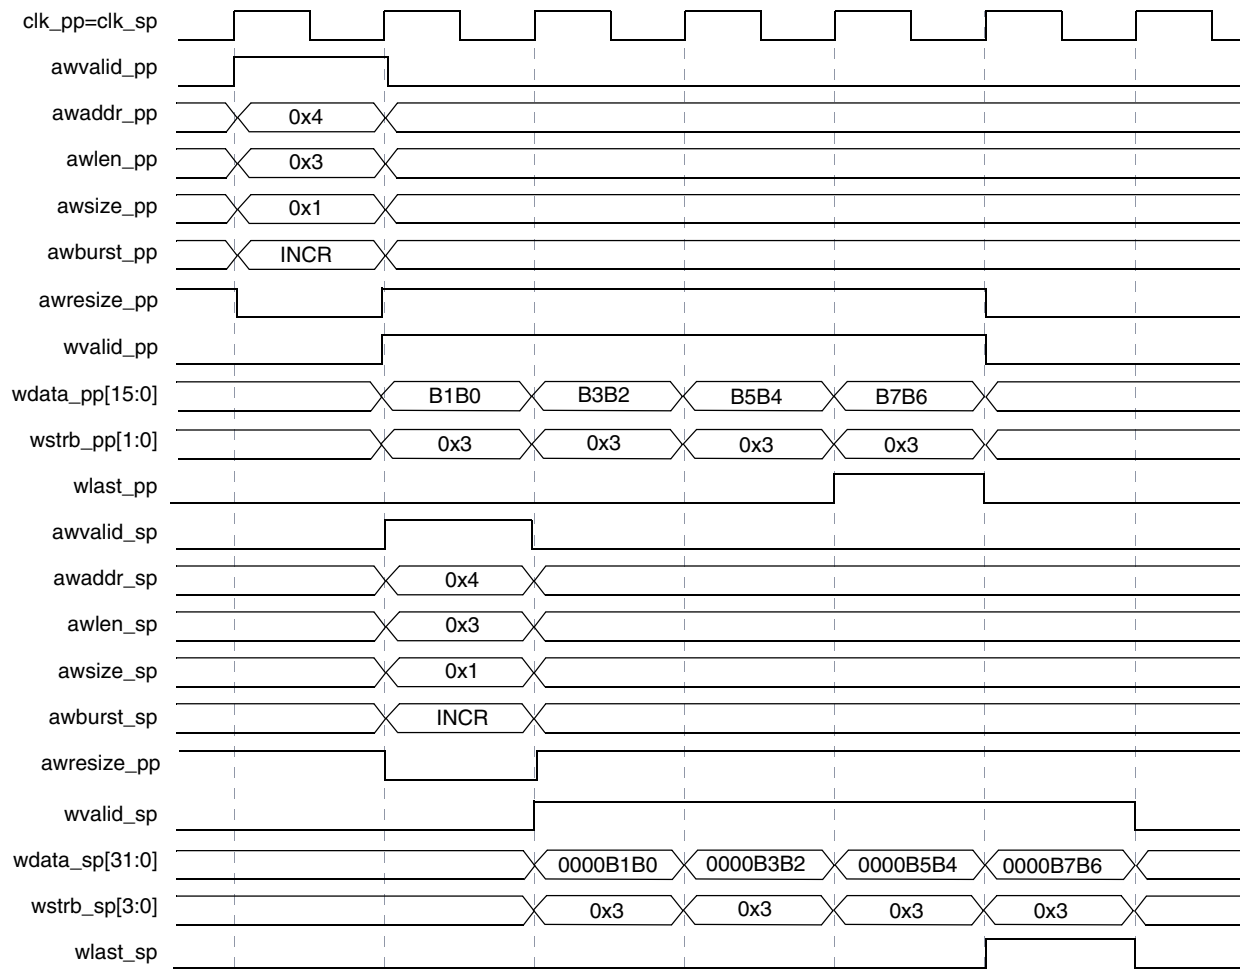 clk_pp=clk_sp
awvalid_pp
awaddr_pp 0x4
awlen_pp 0x3
awsize_pp 0x1
awburst_pp INCR
awresize_pp
wvalid_pp
wdata_pp[15:0] B1B0 B3B2 B5B4 B7B6
wstrb_pp[1:0] 0x3 0x3 0x3 0x3
wlast_pp
awvalid_sp
awaddr_sp 0x4
awlen_sp 0x3
awsize_sp 0x1
awburst_sp INCR
awresize_pp
wvalid_sp
wdata_sp[31:0] 0000B1B0 0000B3B2 0000B5B4 0000B7B6
wstrb_sp[3:0] 0x3 0x3 0x3 0x3
wlast_sp